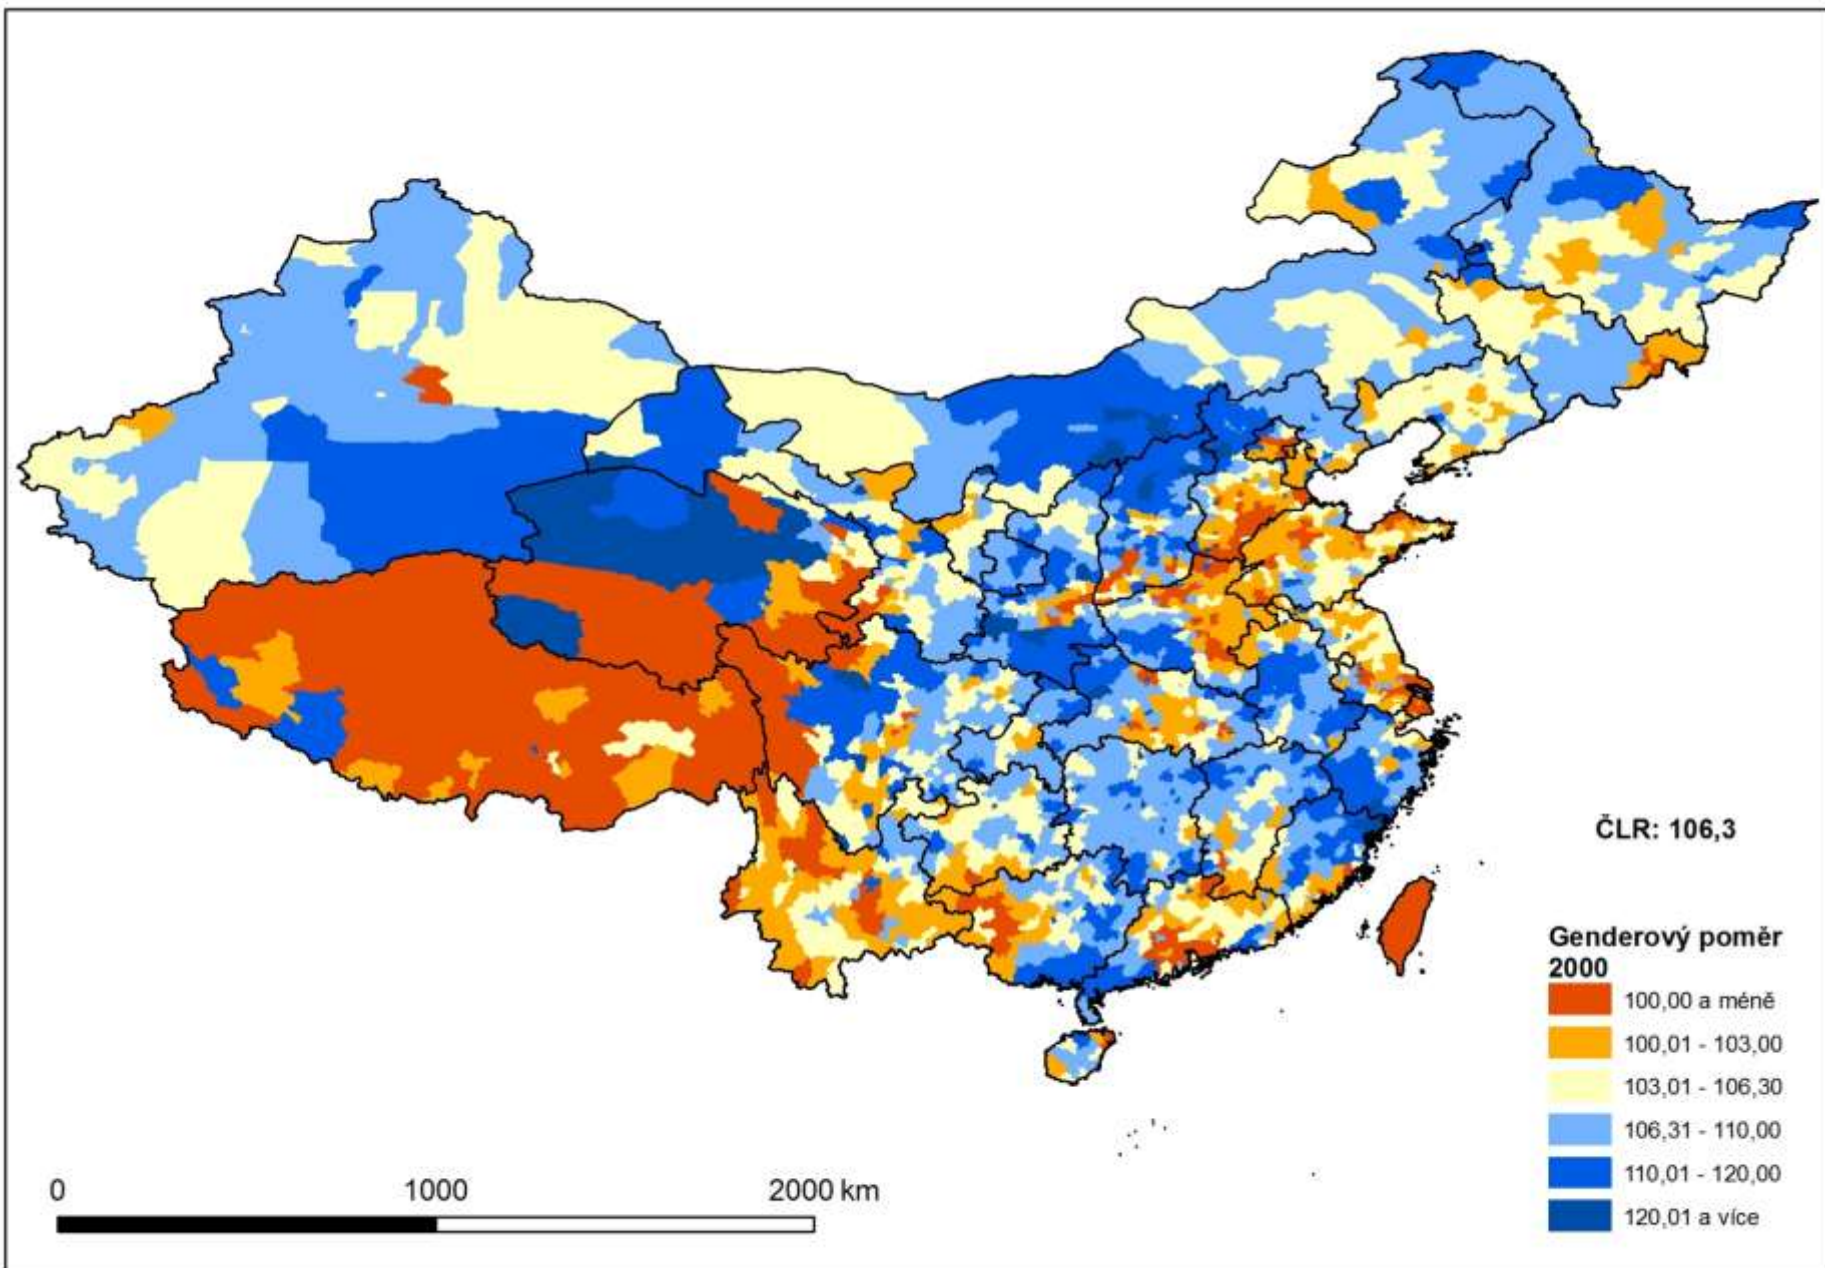 ČLR: 106,3
Genderový poměr
2000
100,00 a méně
100,01 - 103,00
103,01 - 106,30
106,31 - 110,00
110,01 - 120,00
120,01 a více
0 1000 2000 km